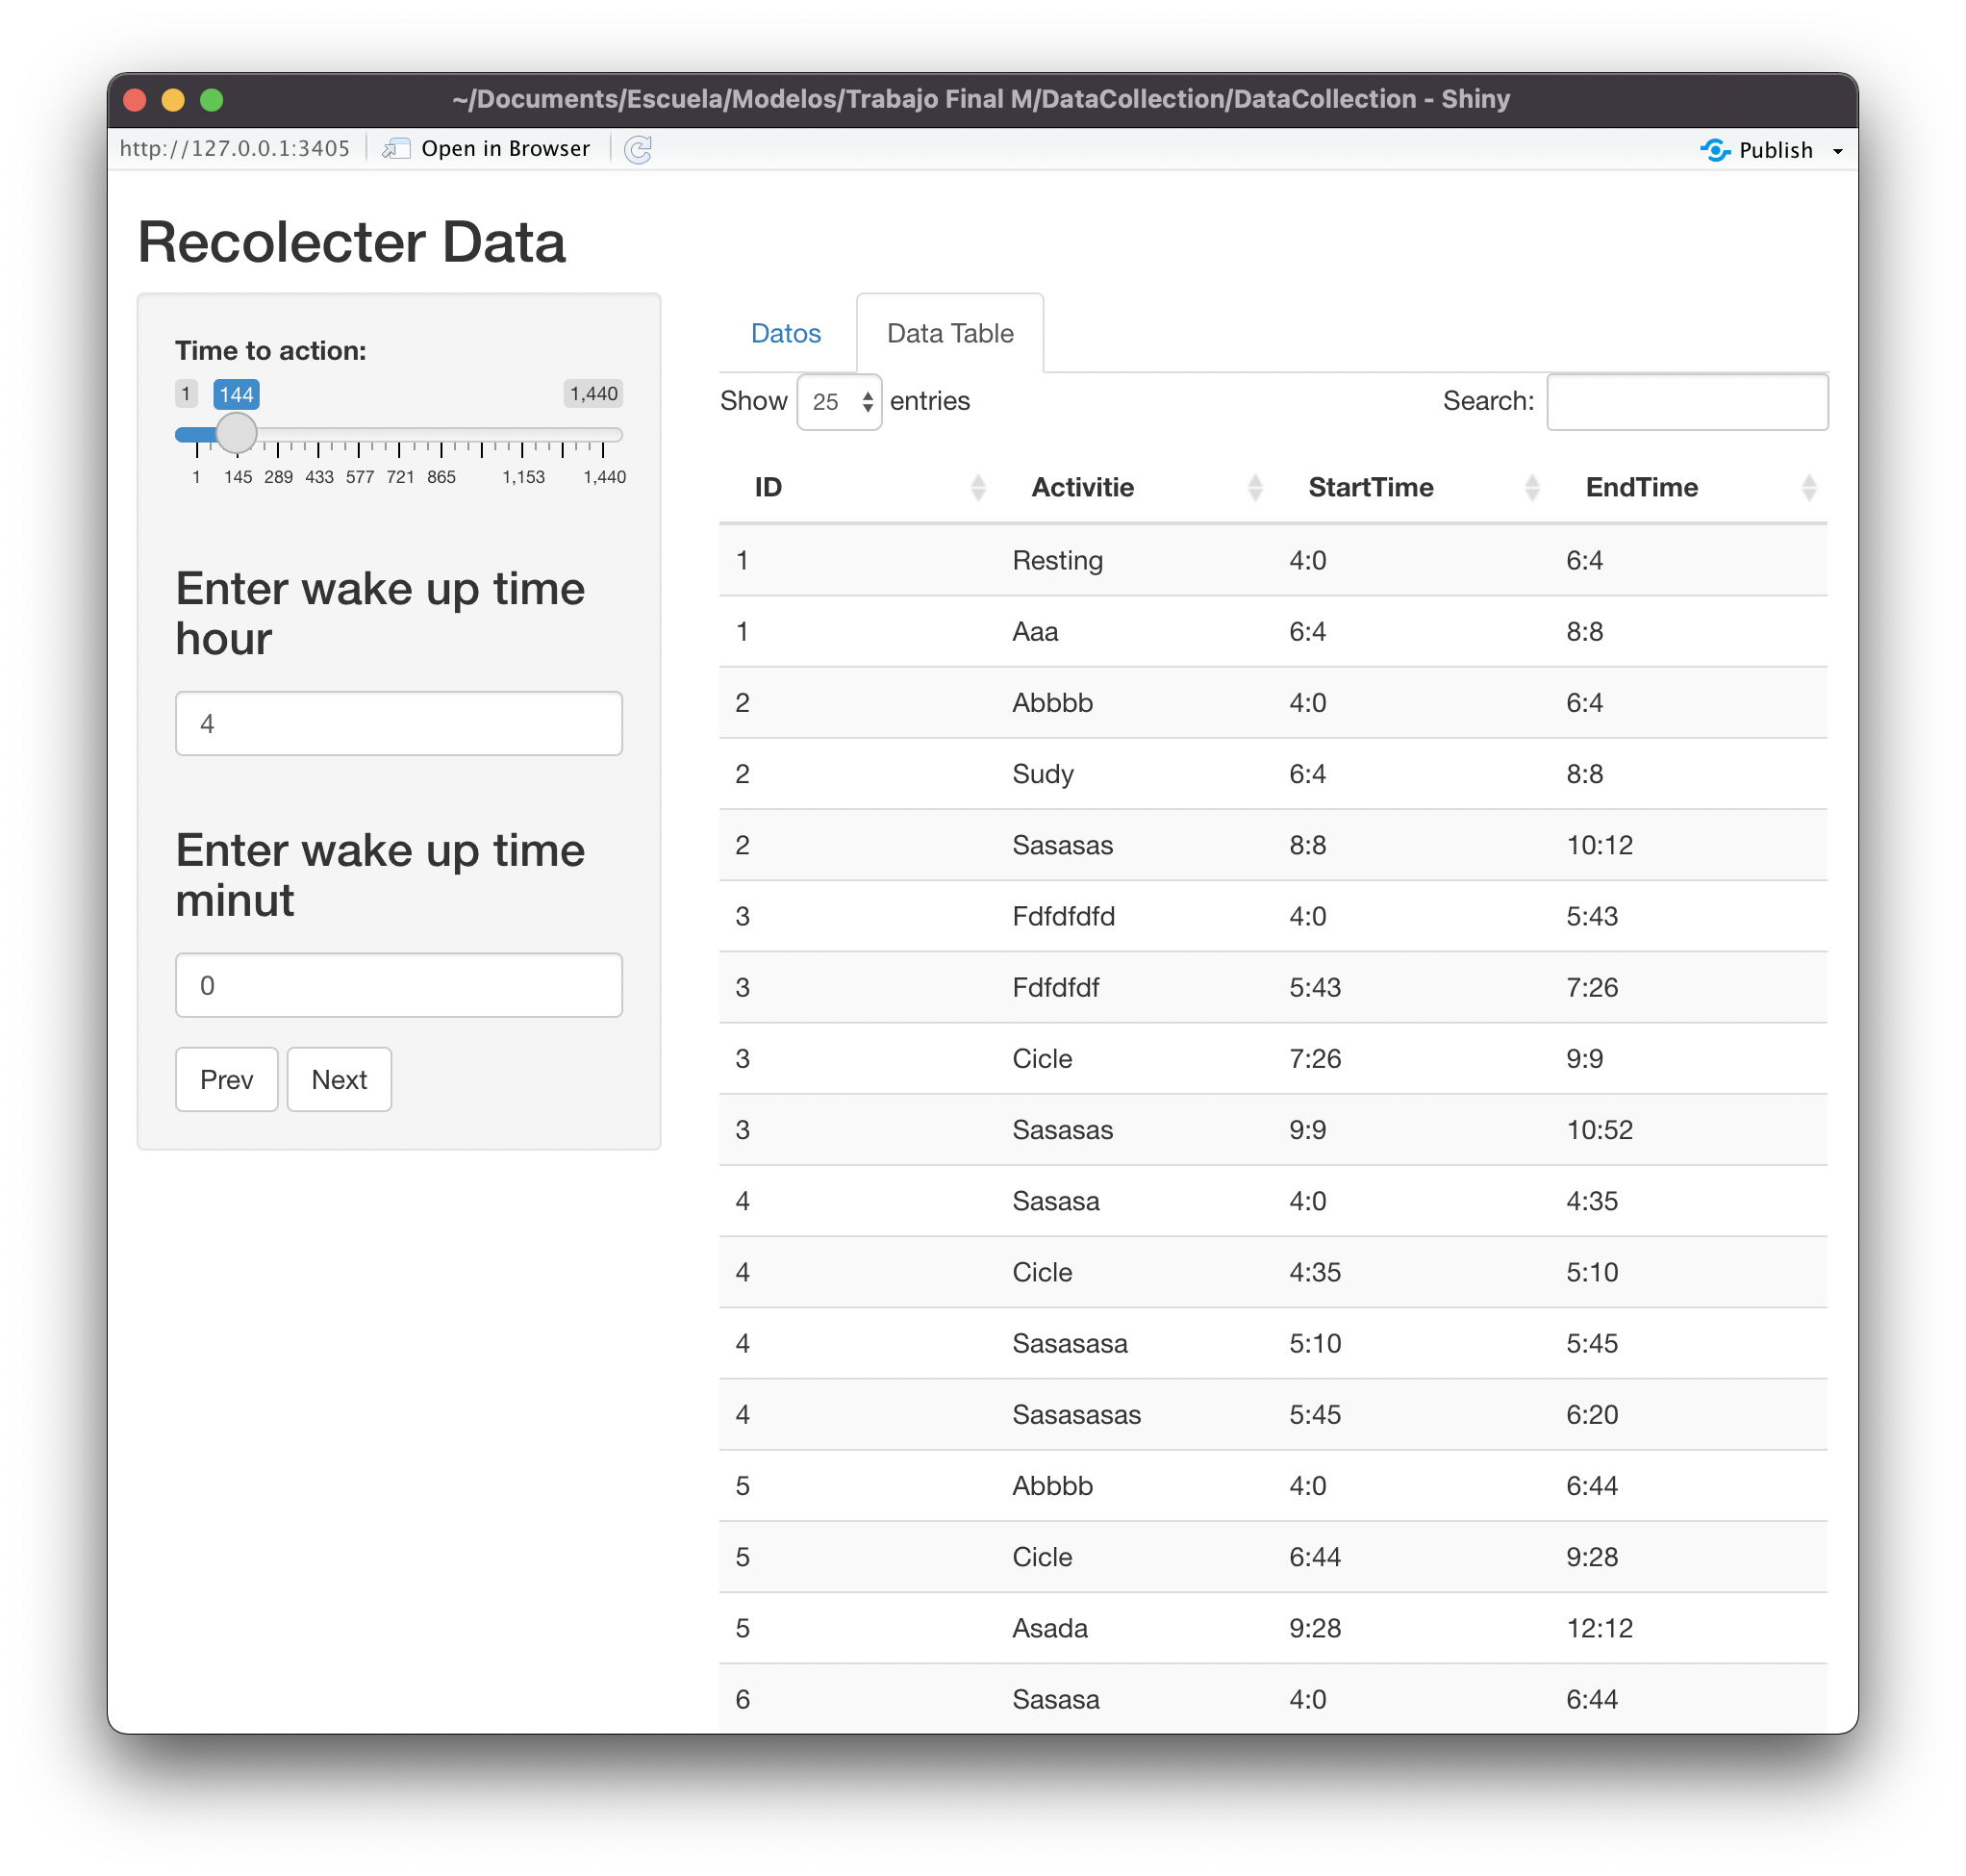 ~/Documents/Escuela/Modelos/Trabajo Final M/DataCollection/DataCollection - Shiny
http://127.0.0.1:3405 Open in Browser Publish
Recolecter Data
Time to action:
1 144 1,440
1 145 289 433 577 721 865 1,153 1,440
Enter wake up time
hour
4
Enter wake up time
minut
0
Prev Next
Datos Data Table
Show 25 entries Search:
ID Activitie StartTime EndTime
1 Resting 4:0 6:4
1 Aaa 6:4 8:8
2 Abbbb 4:0 6:4
2 Sudy 6:4 8:8
2 Sasasas 8:8 10:12
3 Fdfdfdfd 4:0 5:43
3 Fdfdfdf 5:43 7:26
3 Cicle 7:26 9:9
3 Sasasas 9:9 10:52
4 Sasasa 4:0 4:35
4 Cicle 4:35 5:10
4 Sasasasa 5:10 5:45
4 Sasasasas 5:45 6:20
5 Abbbb 4:0 6:44
5 Cicle 6:44 9:28
5 Asada 9:28 12:12
6 Sasasa 4:0 6:44